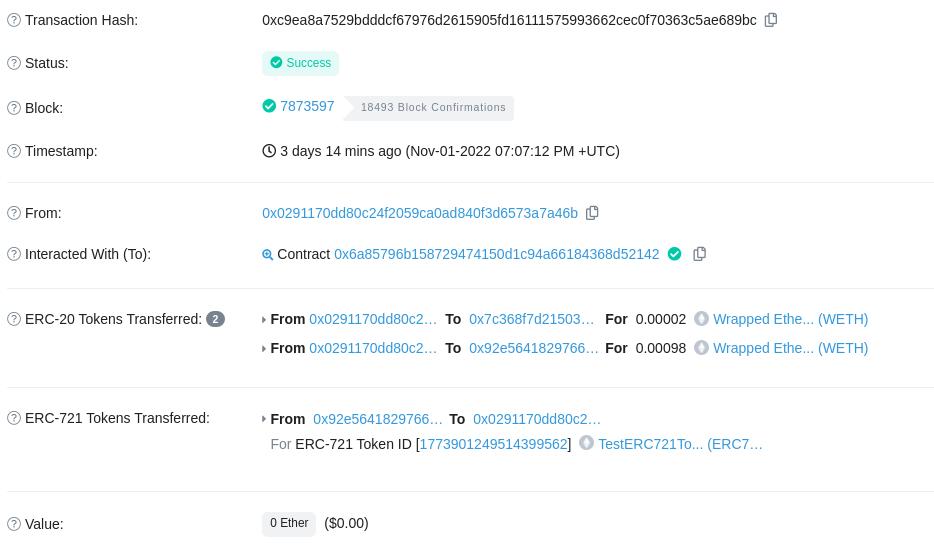 Transaction Hash: 0xc9ea8a7529bdddcf67976d2615905fd16111575993662cec0f70363c5ae689bc
Status: Success
Block: 7873597 18493 Block Confirmations
Timestamp: 3 days 14 mins ago (Nov-01-2022 07:07:12 PM +UTC)
From: 0x0291170dd80c24f2059ca0ad840f3d6573a7a46b
Interacted With (To): Contract 0x6a85796b158729474150d1c94a66184368d52142
ERC-20 Tokens Transferred: 2 From 0x0291170dd80c2... To 0x7c368f7d21503... For 0.00002 Wrapped Ethe... (WETH)
From 0x0291170dd80c2... To 0x92e5641829766... For 0.00098 Wrapped Ethe... (WETH)
ERC-721 Tokens Transferred: From 0x92e5641829766... To 0x0291170dd80c2...
For ERC-721 Token ID [1773901249514399562] TestERC721To... (ERC7...
Value: 0 Ether ($0.00)